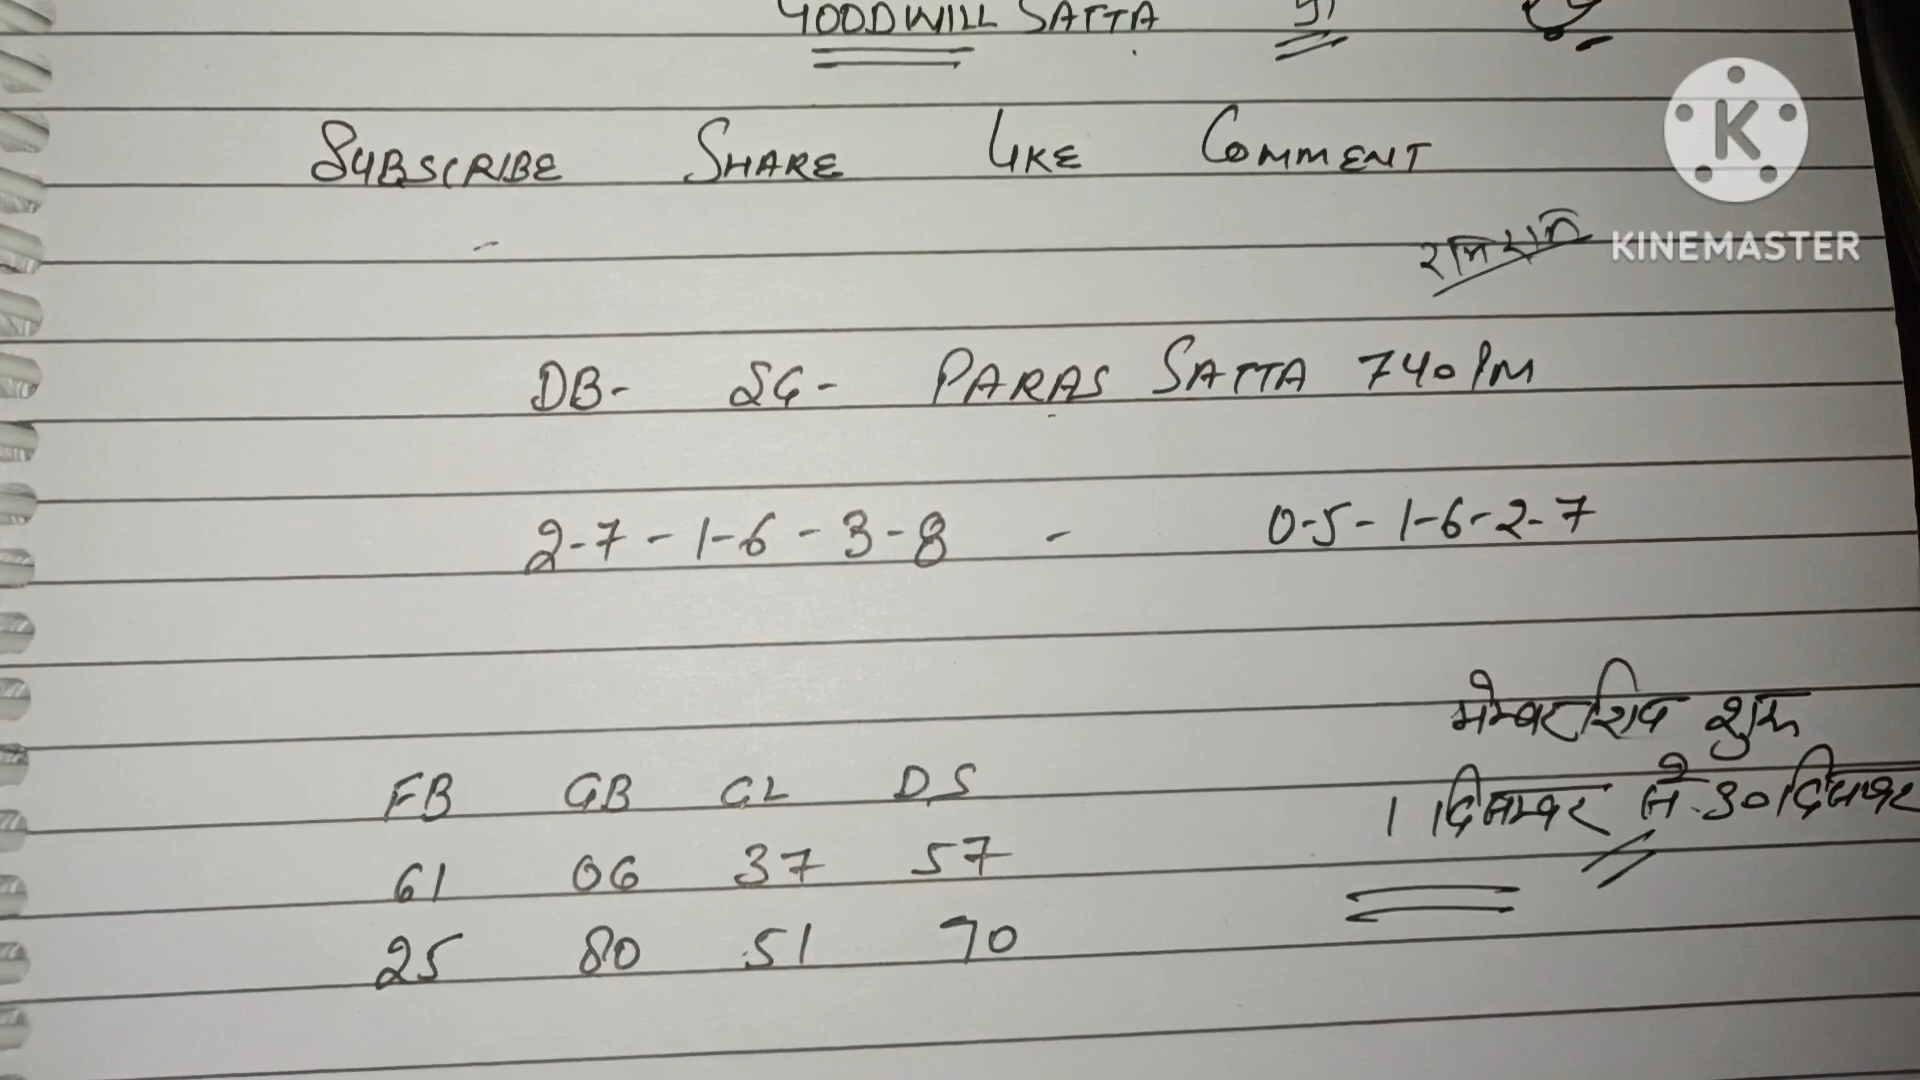 GOODWILL SATTA
SUBSCRIBE SHARE LIKE COMMENT
KINEMASTER
DB- SG- PARAS SATTA 740PM
2-7-1-6-3-8 - 0-5-1-6-2-7
मेम्बरशिप शुरू
1 दिसम्बर से 30 दिसम्बर
FB GB GL DS
61 06 37 57
25 80 51 70